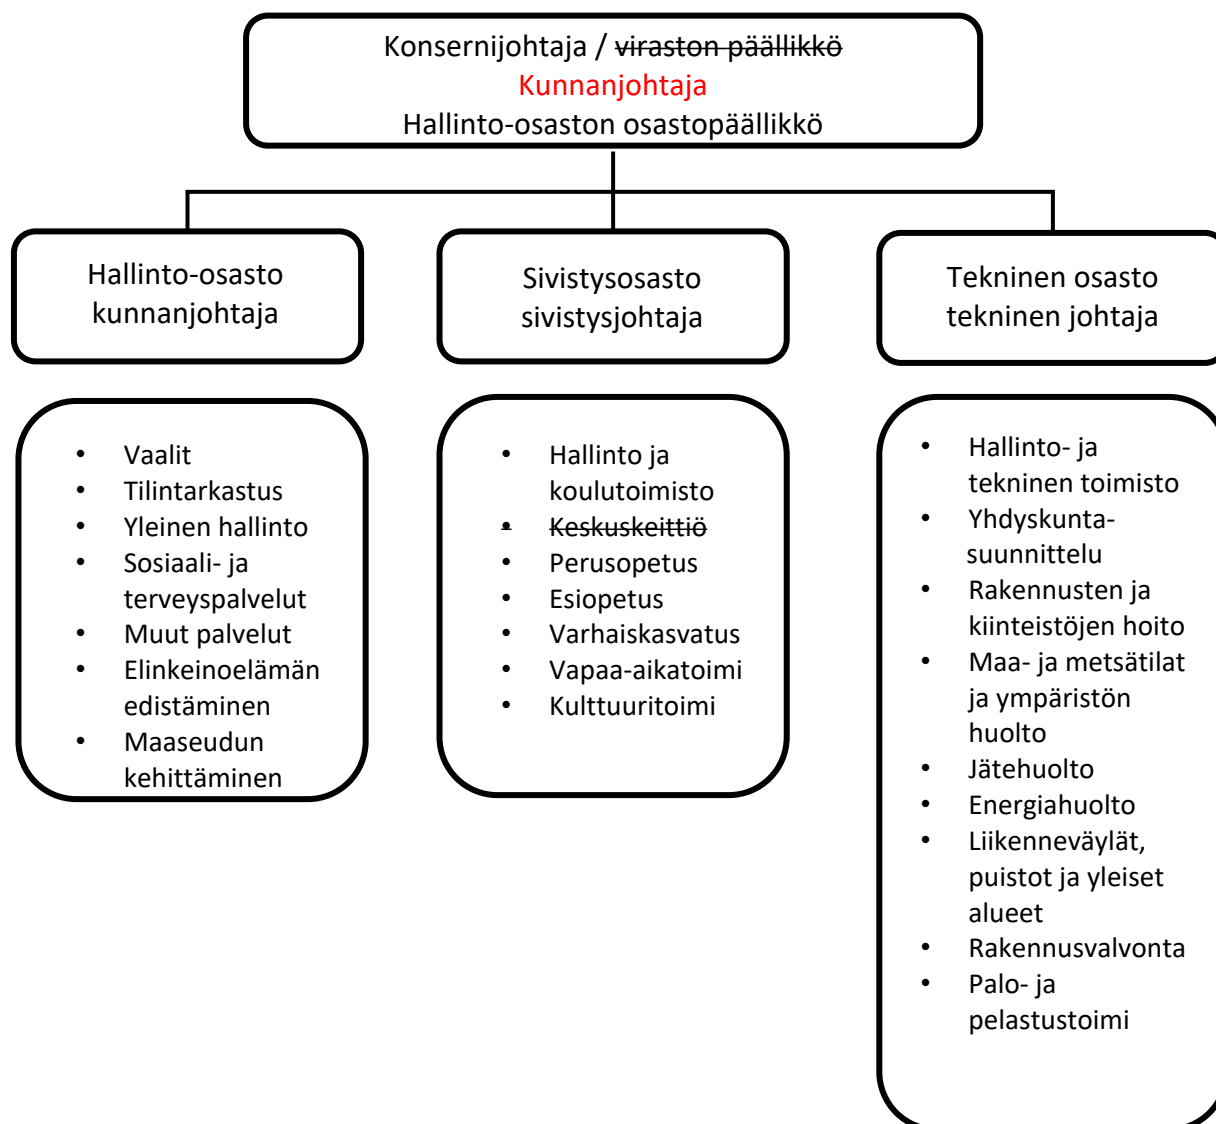 Konsernijohtaja / viraston päällikkö
Kunnanjohtaja
Hallinto-osaston osastopäällikkö
Hallinto-osasto
kunnanjohtaja
Sivistysosasto
sivistysjohtaja
Tekninen osasto
tekninen johtaja
• Vaalit
• Tilintarkastus
• Yleinen hallinto
• Sosiaali- ja
terveyspalvelut
• Muut palvelut
• Elinkeinoelämän
edistäminen
• Maaseudun
kehittäminen
• Hallinto ja
koulutoimisto
• Keskuskeittiö
• Perusopetus
• Esiopetus
• Varhaiskasvatus
• Vapaa-aikatoimi
• Kulttuuritoimi
• Hallinto- ja
tekninen toimisto
• Yhdyskunta-
suunnittelu
• Rakennusten ja
kiinteistöjen hoito
• Maa- ja metsätilat
ja ympäristön
huolto
• Jätehuolto
• Energiahuolto
• Liikenneväylät,
puistot ja yleiset
alueet
• Rakennusvalvonta
• Palo- ja
pelastustoimi